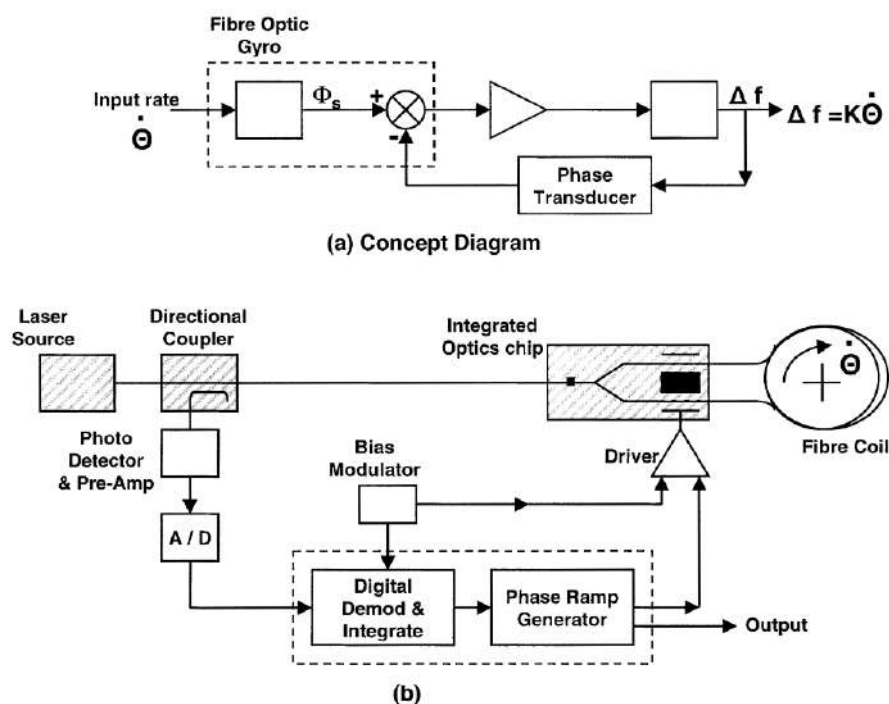 Fibre Optic
Gyro
Input rate
Θ̇
Φs
+
-
Δ f
Δ f =KΘ̇
Phase
Transducer
(a) Concept Diagram
Laser
Source
Directional
Coupler
Integrated
Optics chip
Θ̇
Fibre Coil
Photo
Detector
& Pre-Amp
Bias
Modulator
Driver
A / D
Digital
Demod &
Integrate
Phase Ramp
Generator
Output
(b)